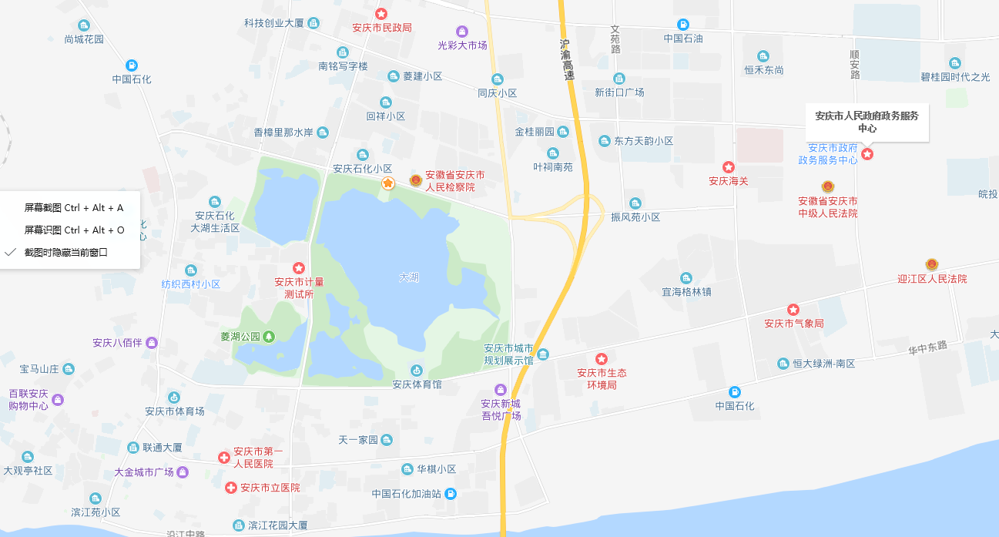 科技创业大厦
安庆市民政局
尚城花园
光彩大市场
文苑路
中国石油
沪渝高速
顺安路
中国石化
南铭写字楼
菱建小区
恒禾东尚
碧桂园时代之光
同庆小区
新街口广场
回祥小区
安庆市人民政府政务服务
中心
香樟里那水岸
金桂丽园
东方天韵小区
安庆市政府
政务服务中心
安庆石化小区
叶祠南苑
安徽省安庆市
人民检察院
安庆海关
安徽省安庆市
中级人民法院
皖投
屏幕截图 Ctrl + Alt + A
屏幕识图 Ctrl + Alt + O
截图时隐藏当前窗口
化
心
安庆石化
大湖生活区
振风苑小区
大湖
纺织西村小区
安庆市计量
测试所
宜海格林镇
迎江区人民法院
安庆市气象局
菱湖公园
安庆八佰伴
大
安庆市城市
规划展示馆
华中东路
宝马山庄
恒大绿洲-南区
安庆市生态
环境局
安庆体育馆
百联安庆
购物中心
安庆市体育场
安庆新城
吾悦广场
中国石化
联通大厦
天一家园
安庆市第一
人民医院
大观亭社区
大金城市广场
华棋小区
安庆市立医院
中国石化加油站
滨江苑小区
滨江花园大厦
沿江中路